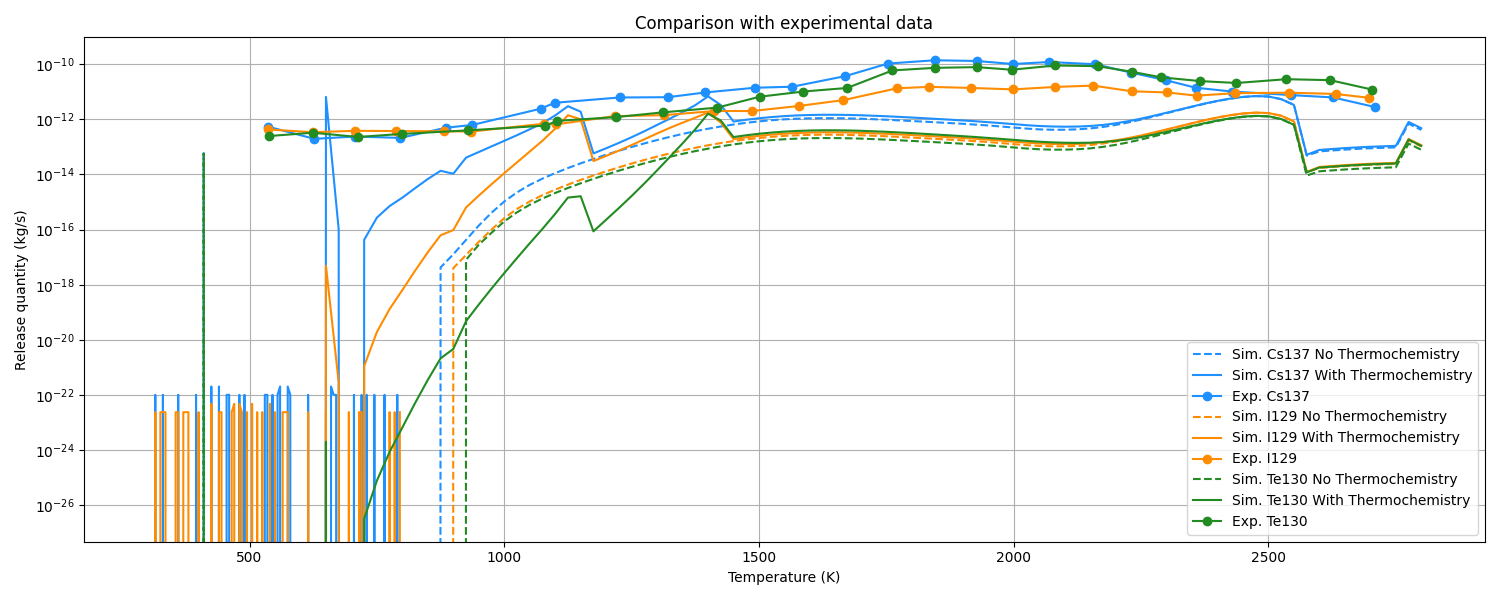 Comparison with experimental data
Release quantity (kg/s)
10⁻¹⁰
10⁻¹²
10⁻¹⁴
10⁻¹⁶
10⁻¹⁸
10⁻²⁰
10⁻²²
10⁻²⁴
10⁻²⁶
Sim. Cs137 No Thermochemistry
Sim. Cs137 With Thermochemistry
Exp. Cs137
Sim. I129 No Thermochemistry
Sim. I129 With Thermochemistry
Exp. I129
Sim. Te130 No Thermochemistry
Sim. Te130 With Thermochemistry
Exp. Te130
500 1000 1500 2000 2500
Temperature (K)